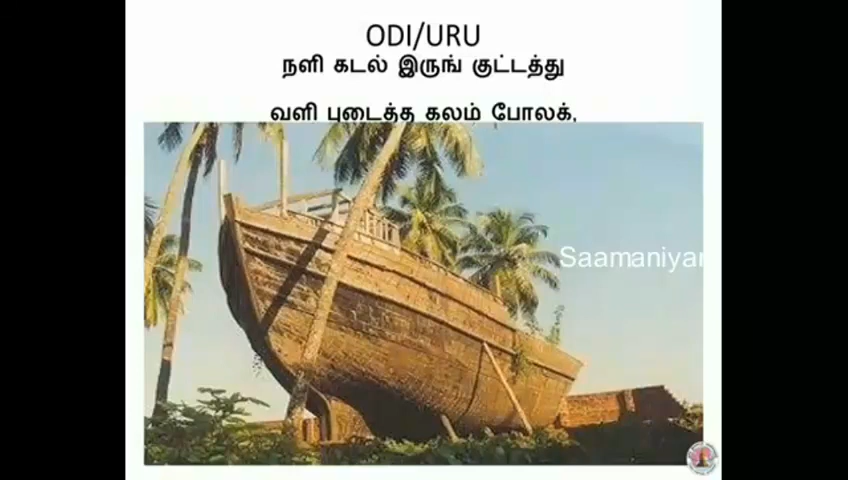 ODI/URU
நளி கடல் இருங் குட்டத்து
வளி புடைத்த கலம் போலக்,
Saamaniyan